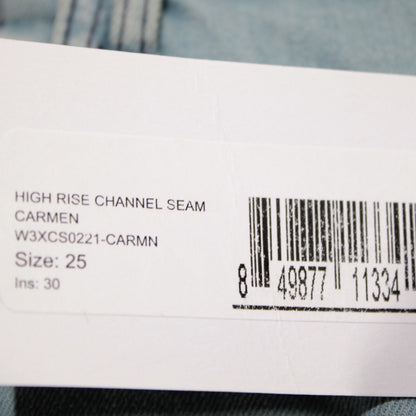 HIGH RISE CHANNEL SEAM
CARMEN
W3XCS0221-CARMN
Size: 25
Ins: 30
8 49877 11334